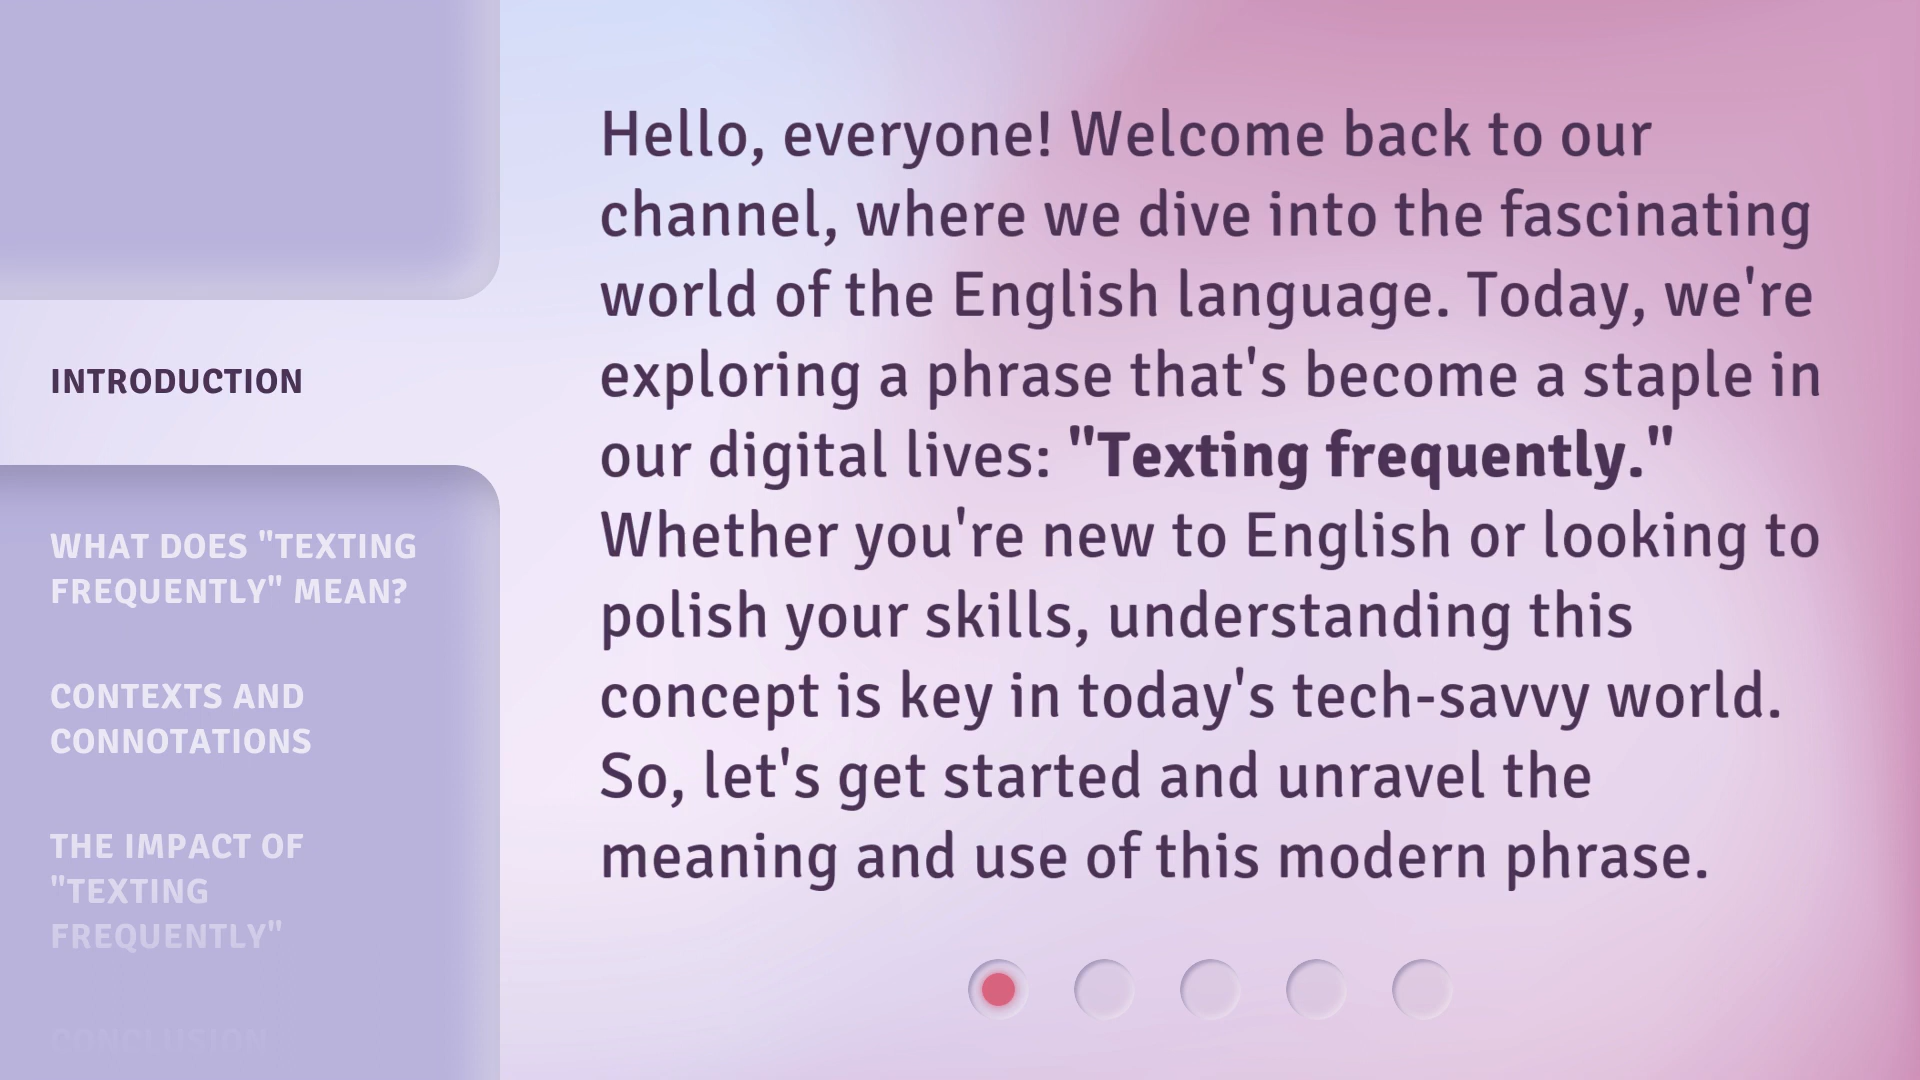 INTRODUCTION
WHAT DOES "TEXTING
FREQUENTLY" MEAN?
CONTEXTS AND
CONNOTATIONS
THE IMPACT OF
"TEXTING
FREQUENTLY"
CONCLUSION
Hello, everyone! Welcome back to our
channel, where we dive into the fascinating
world of the English language. Today, we're
exploring a phrase that's become a staple in
our digital lives: "Texting frequently."
Whether you're new to English or looking to
polish your skills, understanding this
concept is key in today's tech-savvy world.
So, let's get started and unravel the
meaning and use of this modern phrase.